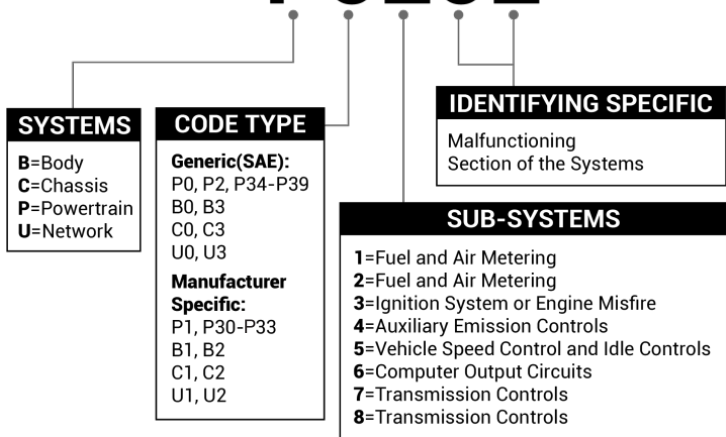 SYSTEMS
B=Body
C=Chassis
P=Powertrain
U=Network
CODE TYPE
Generic(SAE):
P0, P2, P34-P39
B0, B3
C0, C3
U0, U3
Manufacturer
Specific:
P1, P30-P33
B1, B2
C1, C2
U1, U2
IDENTIFYING SPECIFIC
Malfunctioning
Section of the Systems
SUB-SYSTEMS
1=Fuel and Air Metering
2=Fuel and Air Metering
3=Ignition System or Engine Misfire
4=Auxiliary Emission Controls
5=Vehicle Speed Control and Idle Controls
6=Computer Output Circuits
7=Transmission Controls
8=Transmission Controls